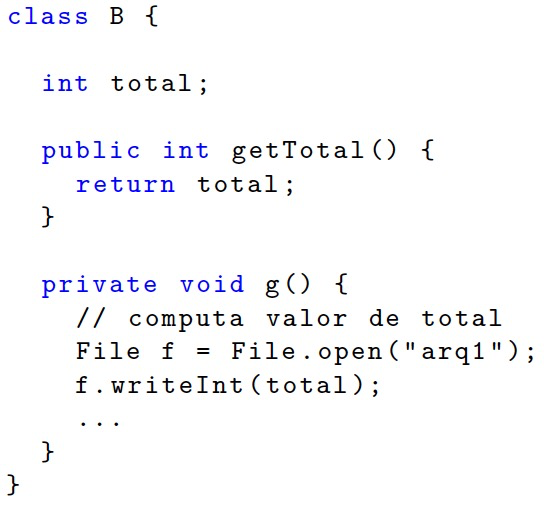 class B {
int total;
public int getTotal() {
return total;
}
private void g() {
// computa valor de total
File f = File.open("arq1");
f.writeInt(total);
...
}
}